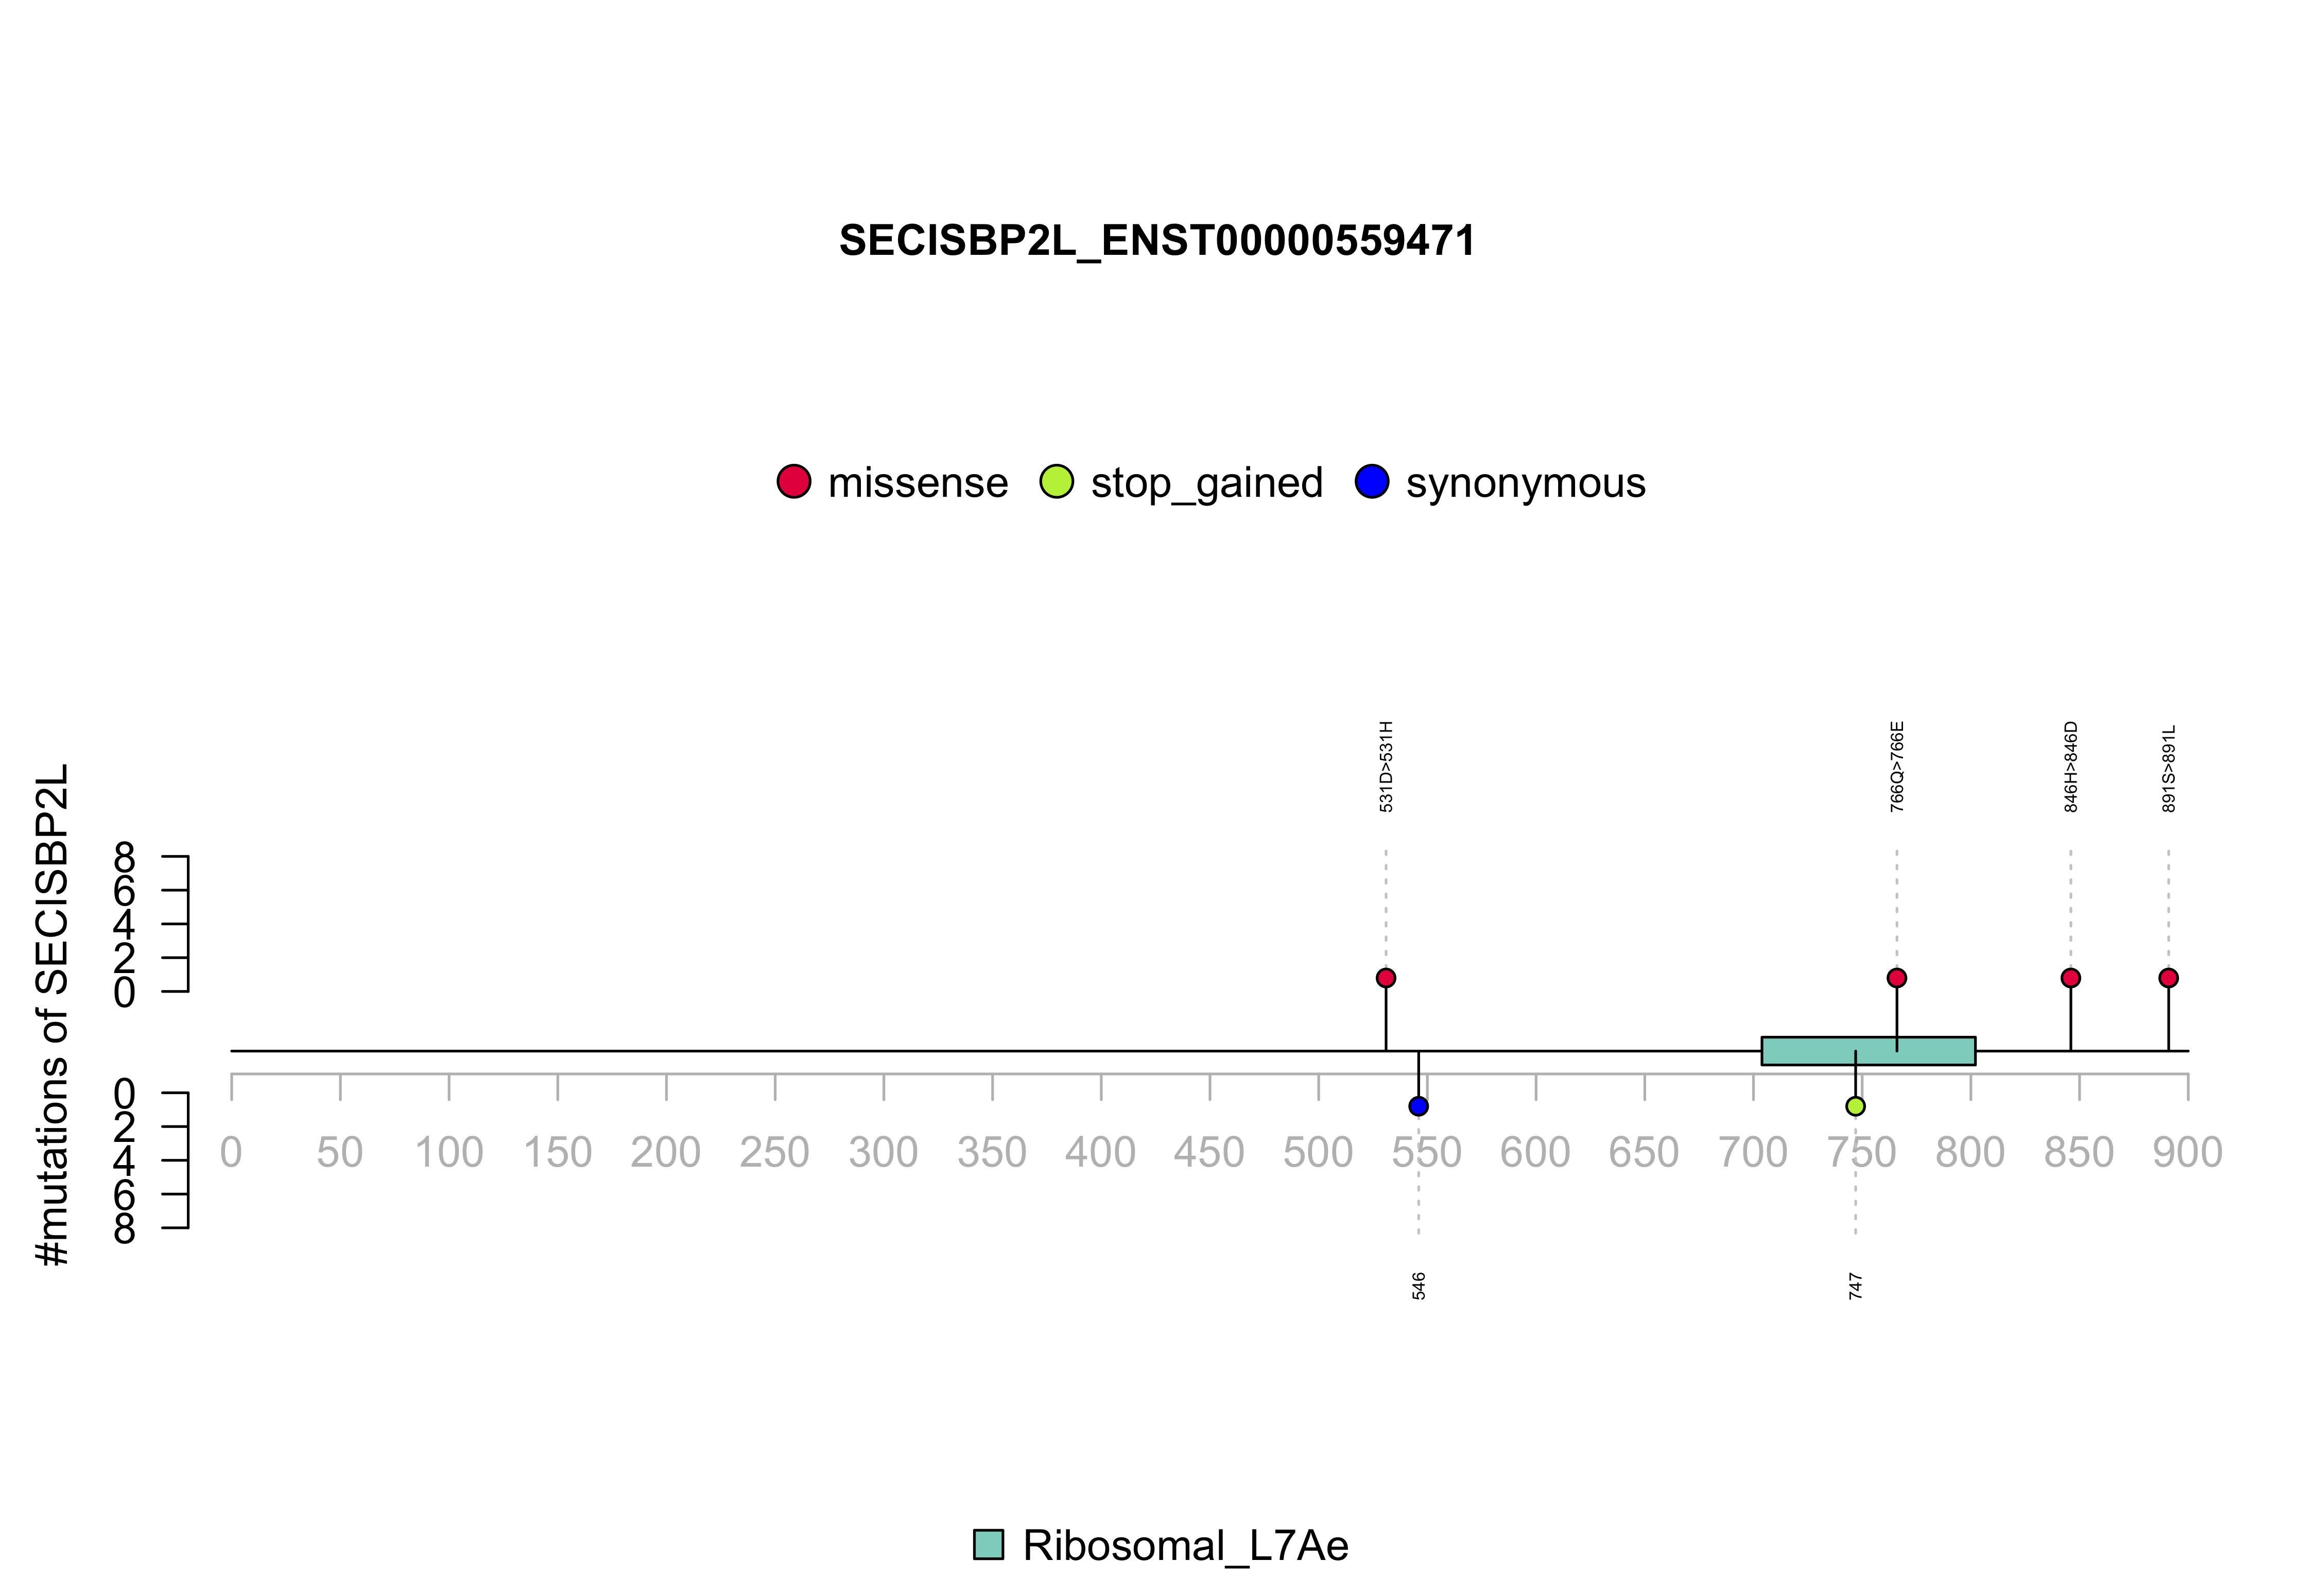 SECISBP2L_ENST00000559471
missense stop_gained synonymous
531D>531H 766Q>766E 846H>846D 891S>891L
#mutations of SECISBP2L
8
6
4
2
0
0
2
4
6
8
0 50 100 150 200 250 300 350 400 450 500 550 600 650 700 750 800 850 900
546 747
Ribosomal_L7Ae